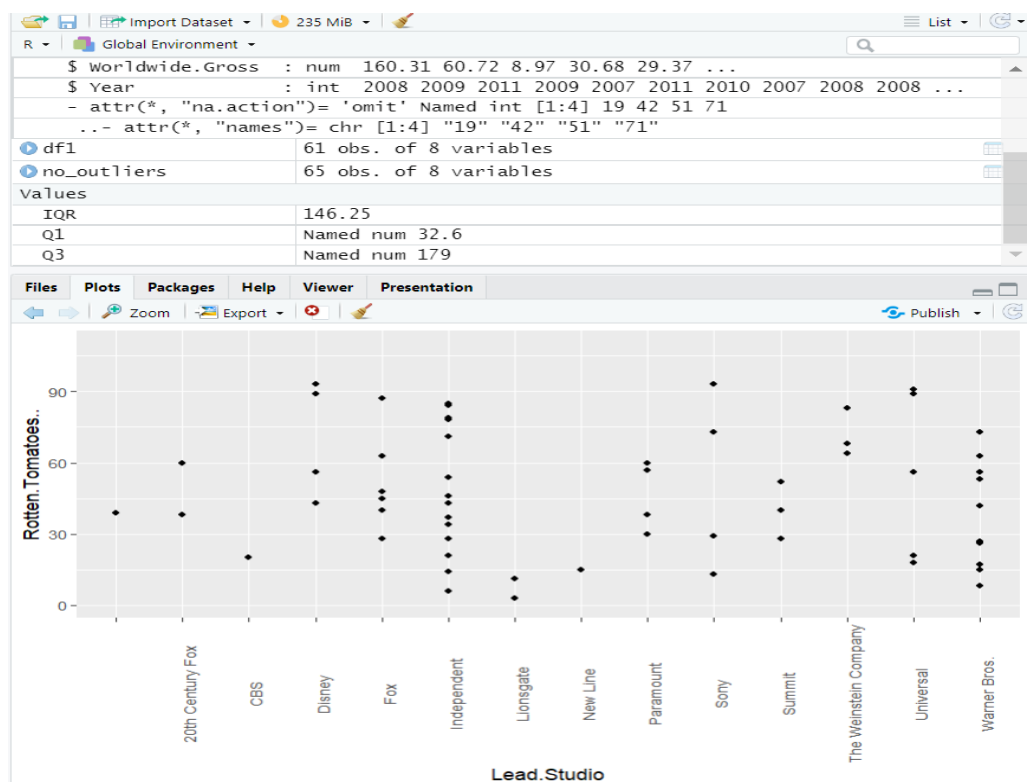 Import Dataset 235 MiB List
R Global Environment
$ Worldwide.Gross : num 160.31 60.72 8.97 30.68 29.37 ...
$ Year : int 2008 2009 2011 2009 2007 2011 2010 2007 2008 2008 ...
- attr(*, "na.action")= 'omit' Named int [1:4] 19 42 51 71
..- attr(*, "names")= chr [1:4] "19" "42" "51" "71"
df1 61 obs. of 8 variables
no_outliers 65 obs. of 8 variables
Values
IQR 146.25
Q1 Named num 32.6
Q3 Named num 179
Files Plots Packages Help Viewer Presentation
Zoom Export Publish
Rotten.Tomatoes..
90
60
30
0
20th Century Fox
CBS
Disney
Fox
Independent
Lionsgate
New Line
Paramount
Sony
Summit
The Weinstein Company
Universal
Warner Bros.
Lead.Studio